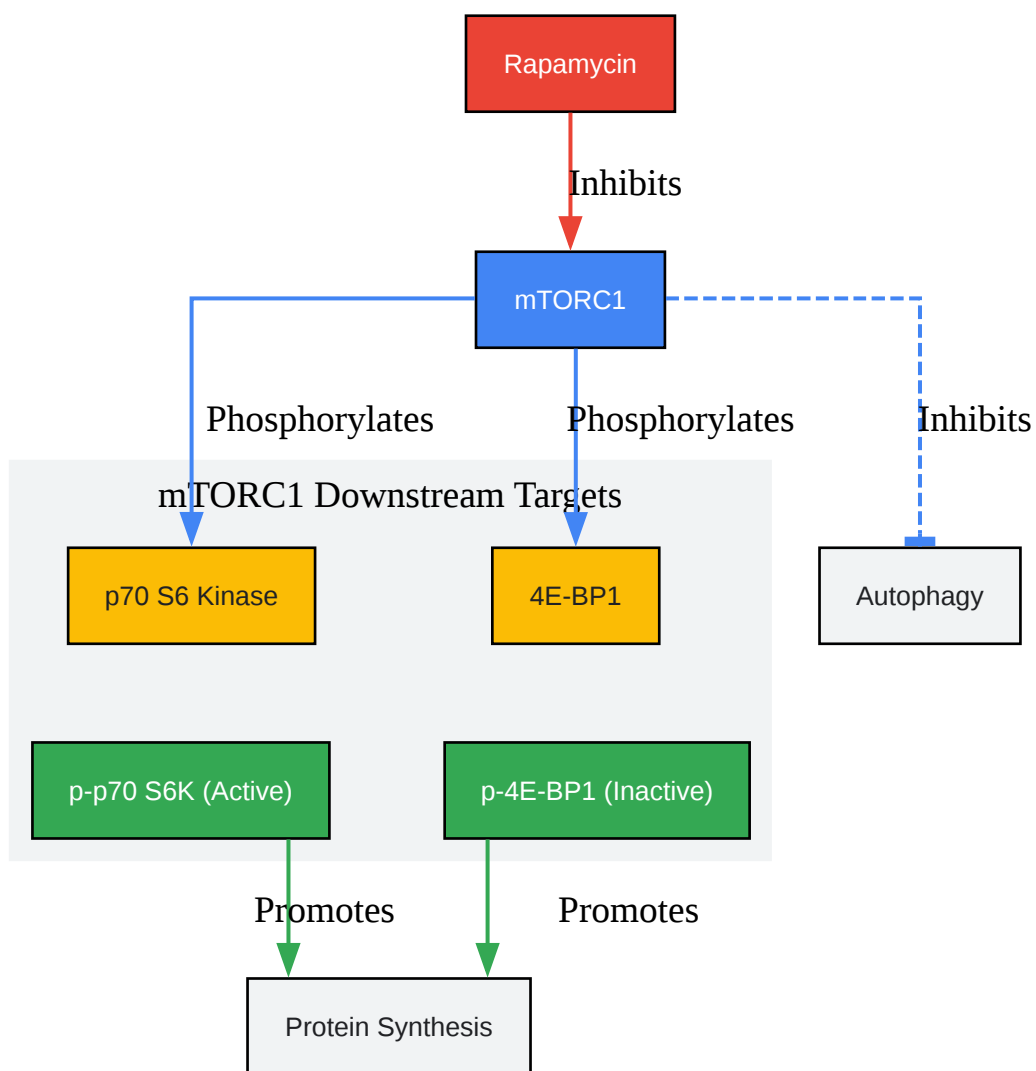 Rapamycin
Inhibits
mTORC1
Phosphorylates
Phosphorylates
Inhibits
mTORC1 Downstream Targets
p70 S6 Kinase
4E-BP1
Autophagy
p-p70 S6K (Active)
p-4E-BP1 (Inactive)
Promotes
Promotes
Protein Synthesis